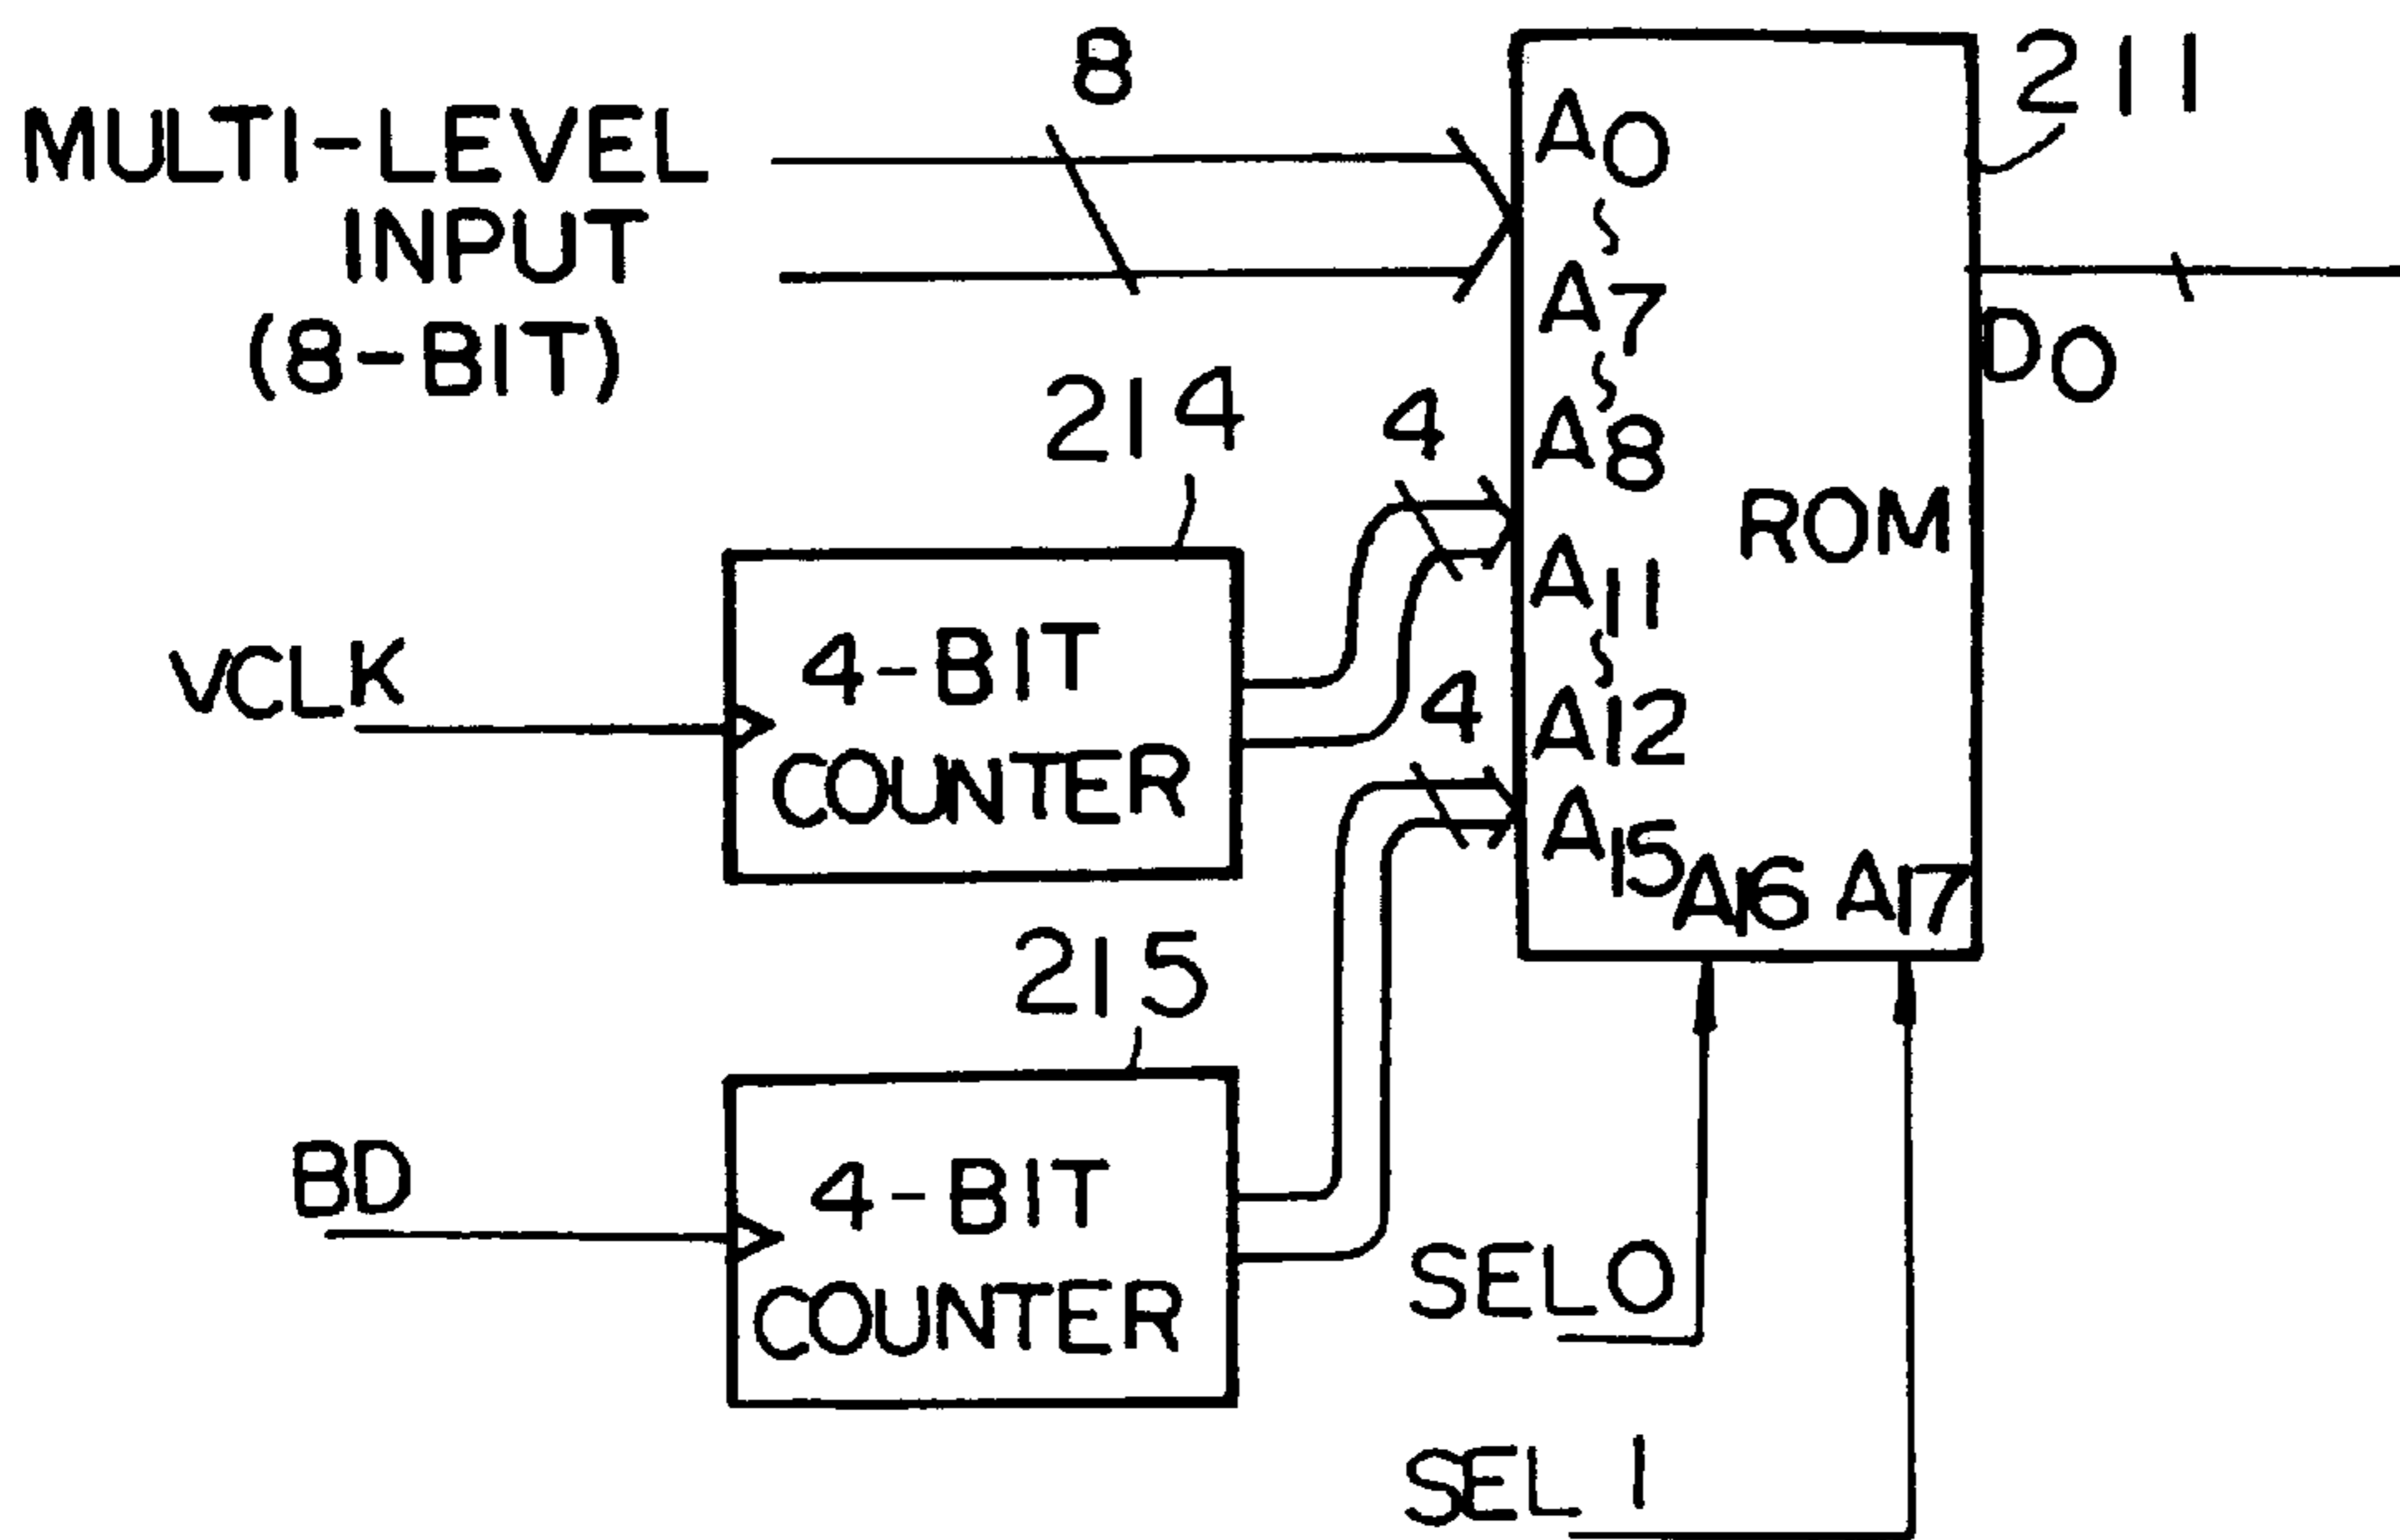 8
211
MULTI-LEVEL
INPUT
(8-BIT)
A0
A7
A8
A11
A12
A15
A16 A17
ROM
D0
214
4
VCLK
4-BIT
COUNTER
4
215
BD
4-BIT
COUNTER
SEL0
SEL 1